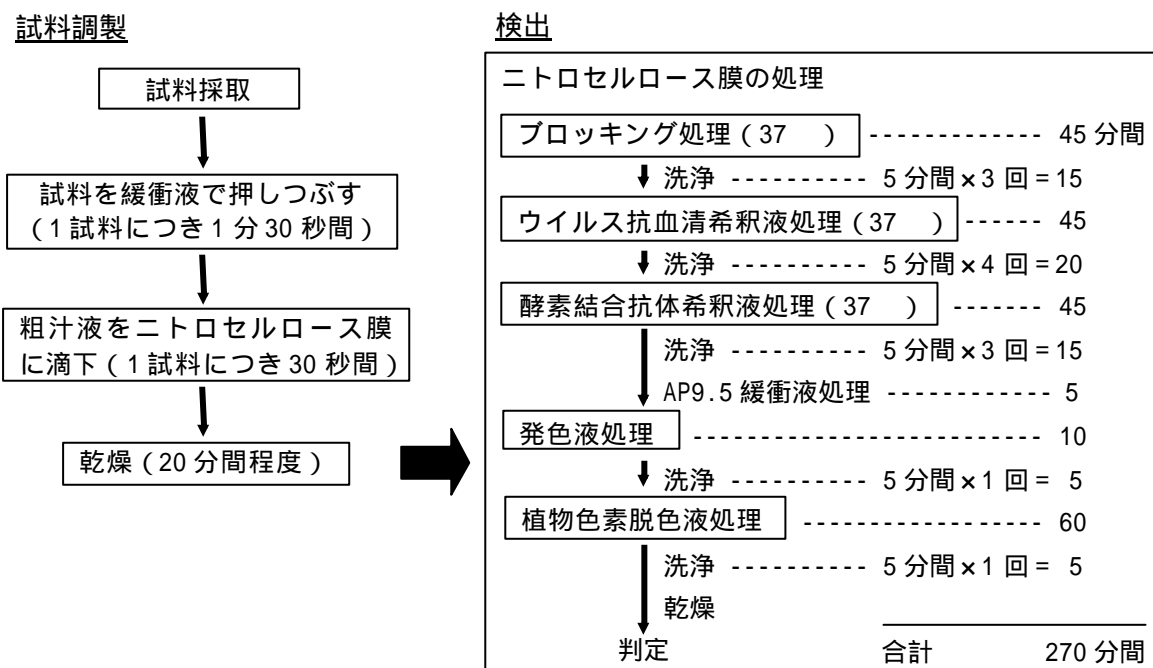 試料調製
試料採取
試料を緩衝液で押しつぶす
(1試料につき1分30秒間)
粗汁液をニトロセルロース膜
に滴下(1試料につき30秒間)
乾燥(20分間程度)
検出
ニトロセルロース膜の処理
ブロッキング処理(37　) ------------- 45分間
洗浄 ---------- 5分間×3回=15
ウイルス抗血清希釈液処理(37　) ------ 45
洗浄 ---------- 5分間×4回=20
酵素結合抗体希釈液処理(37　) ------- 45
洗浄 ---------- 5分間×3回=15
AP9.5緩衝液処理 ------------ 5
発色液処理 -------------------------- 10
洗浄 ---------- 5分間×1回= 5
植物色素脱色液処理 ------------------ 60
洗浄 ---------- 5分間×1回= 5
乾燥
判定　合計　270分間